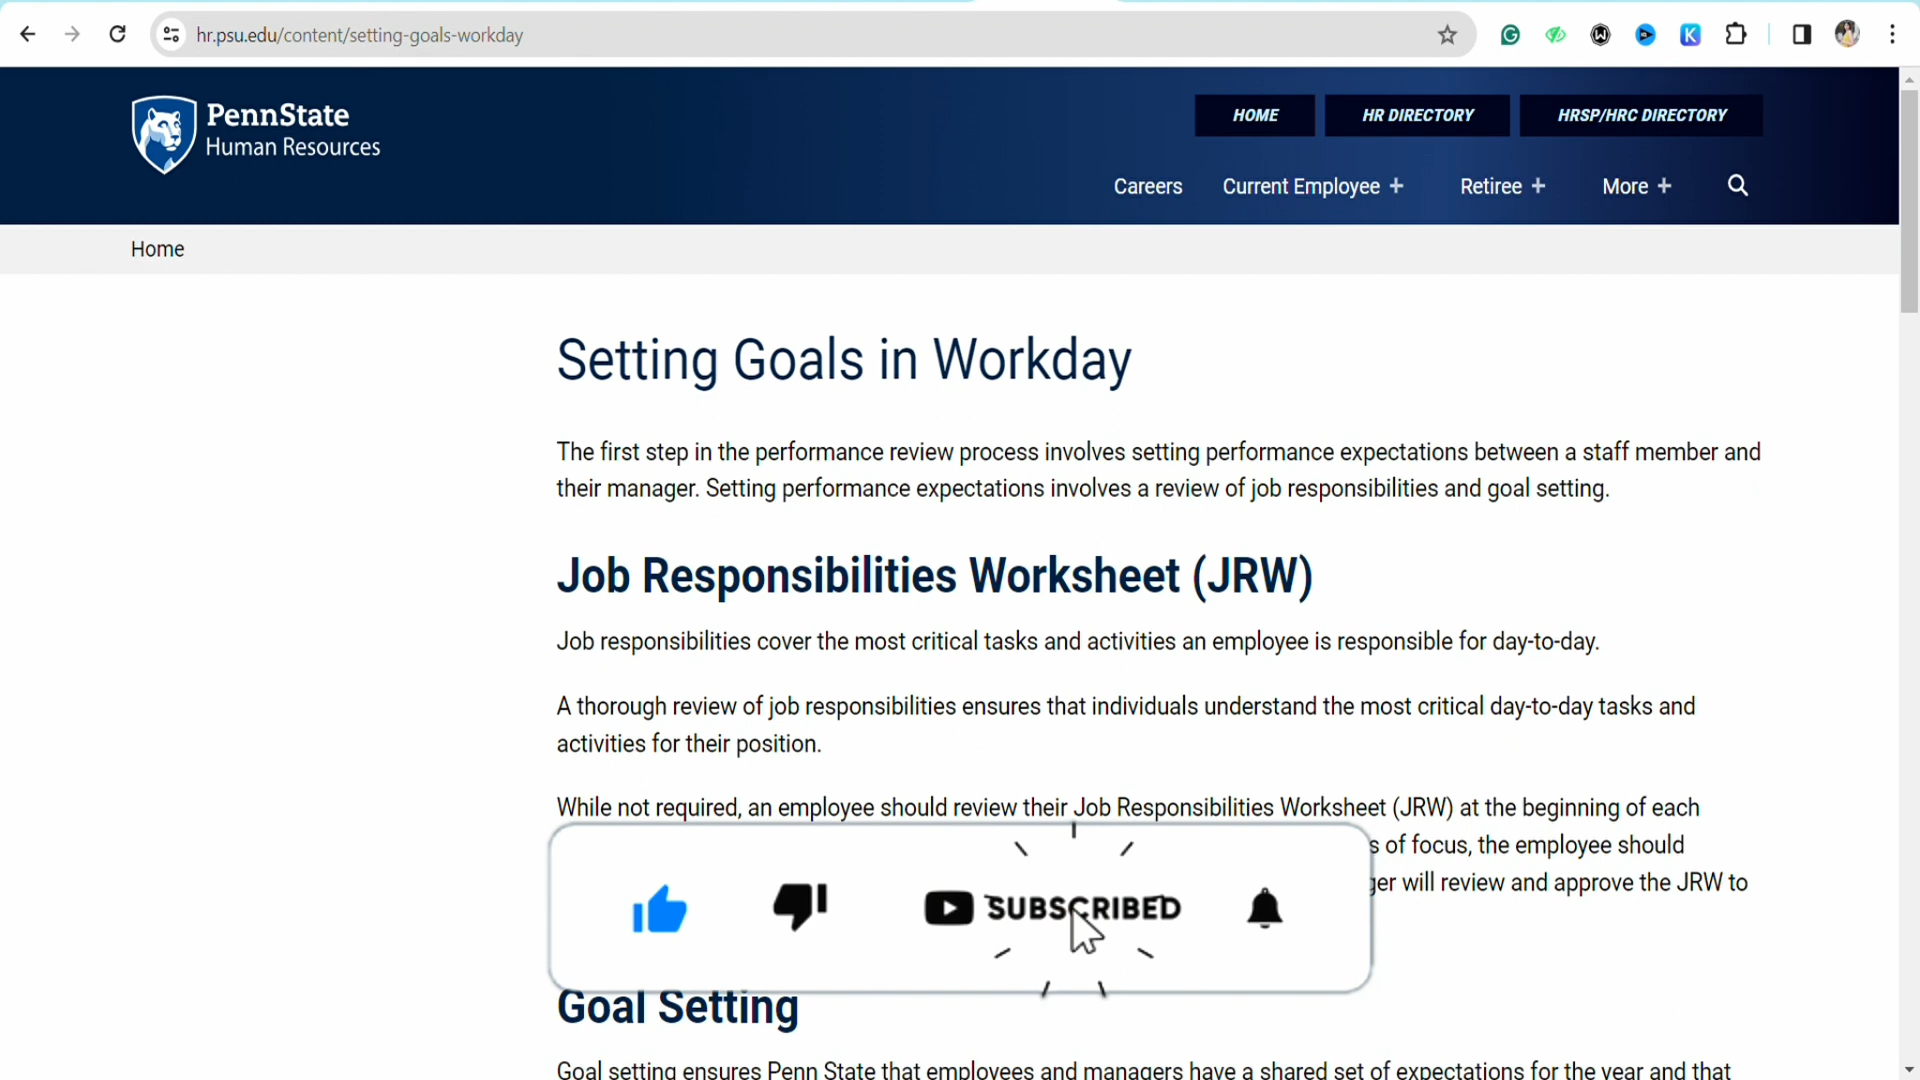 hr.psu.edu/content/setting-goals-workday
PennState
Human Resources
HOME
HR DIRECTORY
HRSP/HRC DIRECTORY
Careers
Current Employee +
Retiree +
More +
Home
Setting Goals in Workday
The first step in the performance review process involves setting performance expectations between a staff member and
their manager. Setting performance expectations involves a review of job responsibilities and goal setting.
Job Responsibilities Worksheet (JRW)
Job responsibilities cover the most critical tasks and activities an employee is responsible for day-to-day.
A thorough review of job responsibilities ensures that individuals understand the most critical day-to-day tasks and
activities for their position.
While not required, an employee should review their Job Responsibilities Worksheet (JRW) at the beginning of each
of focus, the employee should
will review and approve the JRW to
SUBSCRIBED
Goal Setting
Goal setting ensures Penn State that employees and managers have a shared set of expectations for the year and that